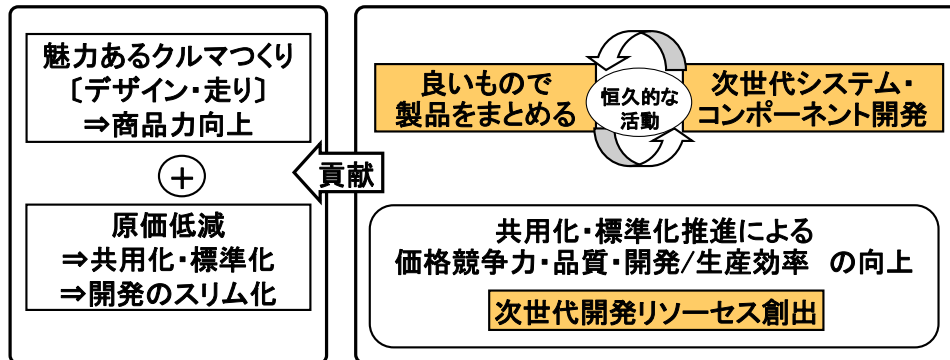 魅力あるクルマつくり
〔デザイン・走り〕
⇒商品力向上
+
原価低減
⇒共用化・標準化
⇒開発のスリム化
貢献
良いもので
製品をまとめる
恒久的な
活動
次世代システム・
コンポーネント開発
共用化・標準化推進による
価格競争力・品質・開発/生産効率 の向上
次世代開発リソーセス創出